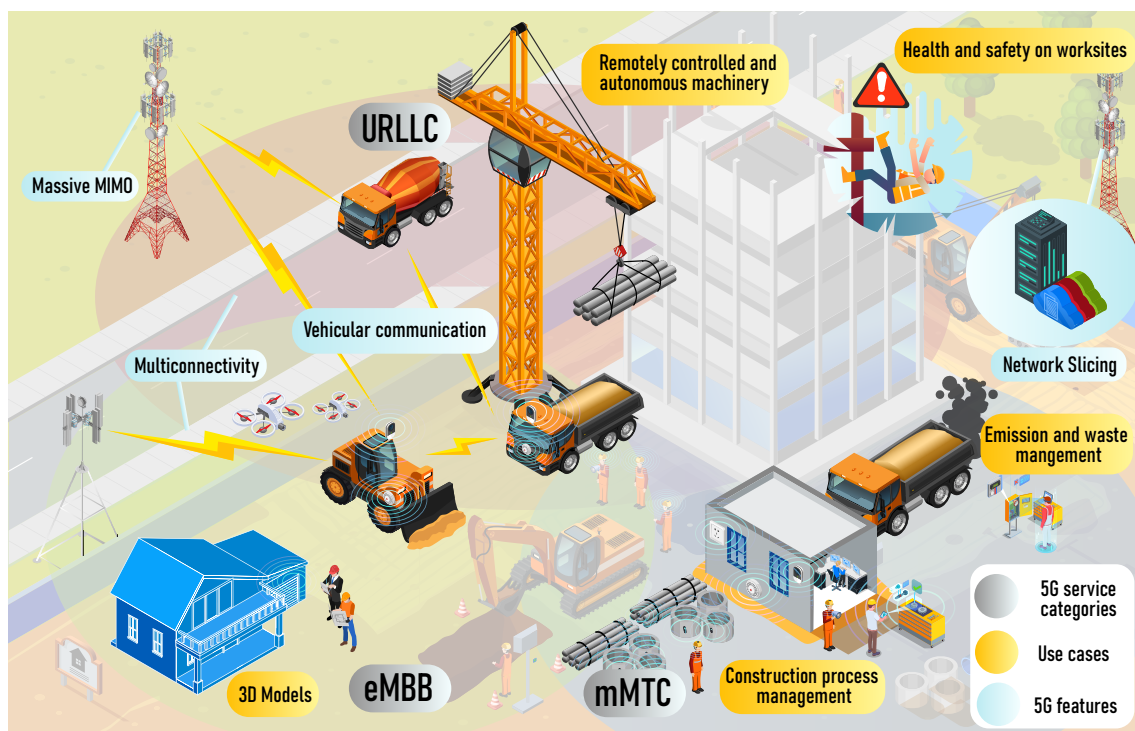 Remotely controlled and
autonomous machinery
Health and safety on worksites
URLLC
Massive MIMO
Vehicular communication
Multiconnectivity
Network Slicing
Emission and waste
mangement
5G service
categories
Use cases
5G features
3D Models
eMBB
mMTC
Construction process
management